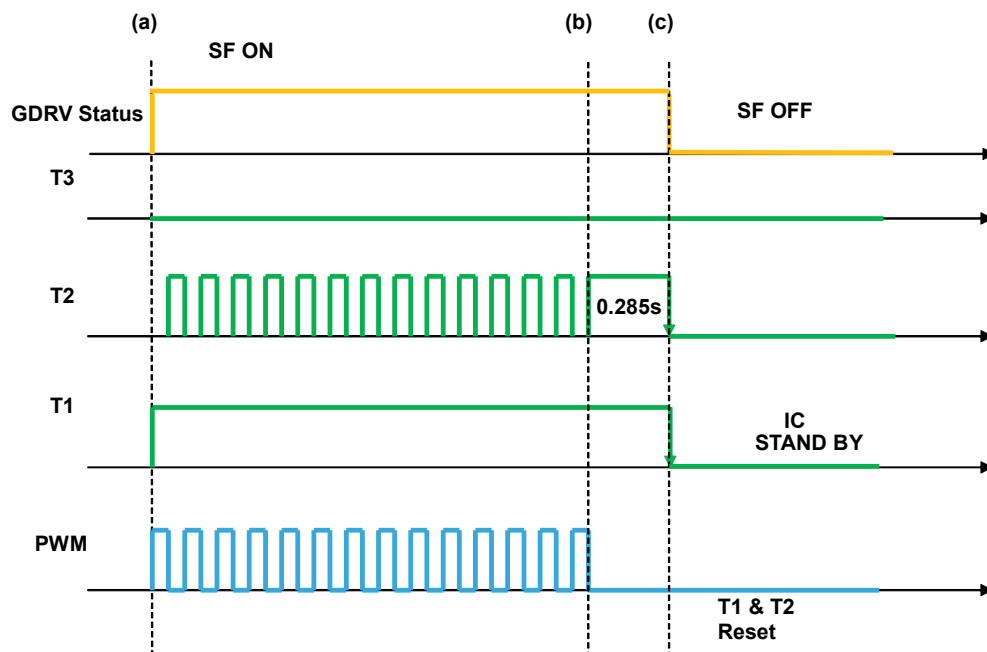 (a) (b) (c)
SF ON
GDRV Status
SF OFF
T3
T2
0.285s
T1
IC
STAND BY
PWM
T1 & T2
Reset